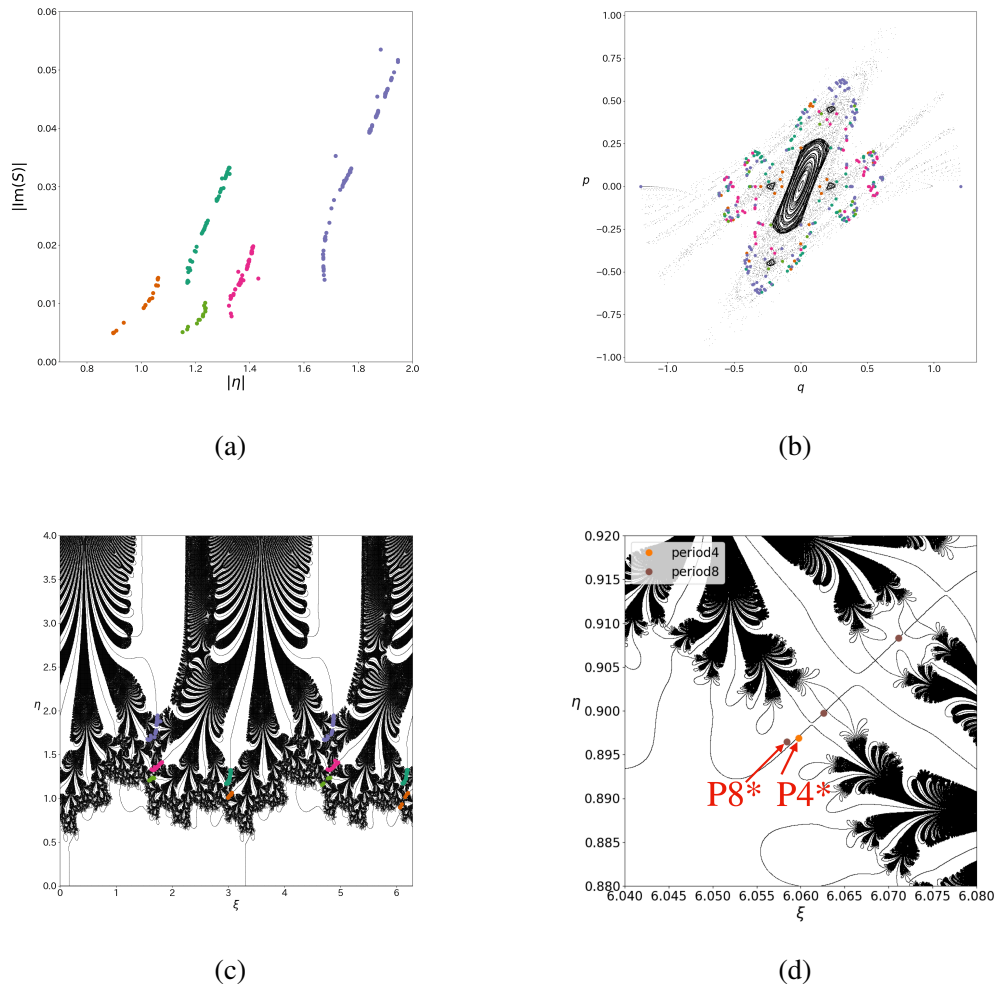 0.06
0.05
0.04
0.03
0.02
0.01
0.00
|Im(S)|
0.8 1.0 1.2 1.4 1.6 1.8 2.0
|η|
(a)
1.00
0.75
0.50
0.25
0.00
−0.25
−0.50
−0.75
−1.00
p
−1.0 −0.5 0.0 0.5 1.0
q
(b)
4.0
3.5
3.0
2.5
2.0
1.5
1.0
0.5
0.0
η
0 1 2 3 4 5 6
ξ
(c)
0.920
0.915
0.910
0.905
0.900
0.895
0.890
0.885
0.880
η
period4
period8
P8* P4*
6.040 6.045 6.050 6.055 6.060 6.065 6.070 6.075 6.080
ξ
(d)